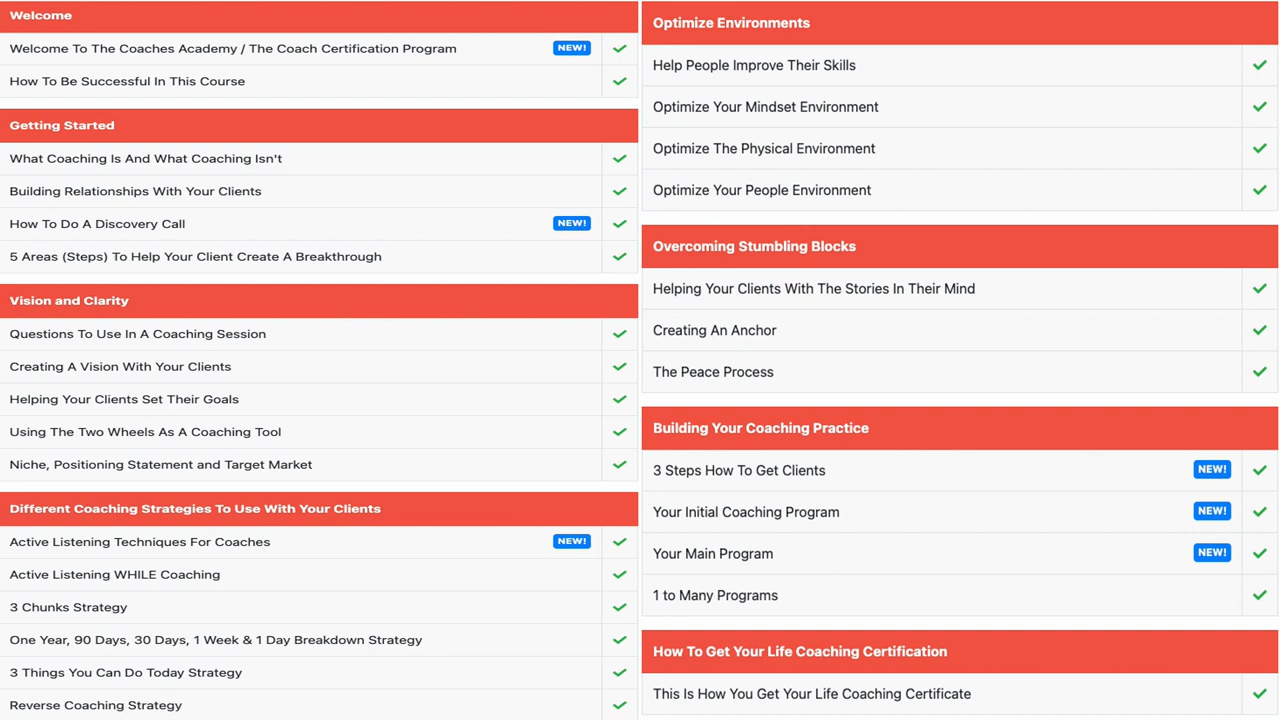 Welcome
Welcome To The Coaches Academy / The Coach Certification Program NEW!
How To Be Successful In This Course
Getting Started
What Coaching Is And What Coaching Isn't
Building Relationships With Your Clients
How To Do A Discovery Call NEW!
5 Areas (Steps) To Help Your Client Create A Breakthrough
Vision and Clarity
Questions To Use In A Coaching Session
Creating A Vision With Your Clients
Helping Your Clients Set Their Goals
Using The Two Wheels As A Coaching Tool
Niche, Positioning Statement and Target Market
Different Coaching Strategies To Use With Your Clients
Active Listening Techniques For Coaches NEW!
Active Listening WHILE Coaching
3 Chunks Strategy
One Year, 90 Days, 30 Days, 1 Week & 1 Day Breakdown Strategy
3 Things You Can Do Today Strategy
Reverse Coaching Strategy
Optimize Environments
Help People Improve Their Skills
Optimize Your Mindset Environment
Optimize The Physical Environment
Optimize Your People Environment
Overcoming Stumbling Blocks
Helping Your Clients With The Stories In Their Mind
Creating An Anchor
The Peace Process
Building Your Coaching Practice
3 Steps How To Get Clients NEW!
Your Initial Coaching Program NEW!
Your Main Program NEW!
1 to Many Programs
How To Get Your Life Coaching Certification
This Is How You Get Your Life Coaching Certificate